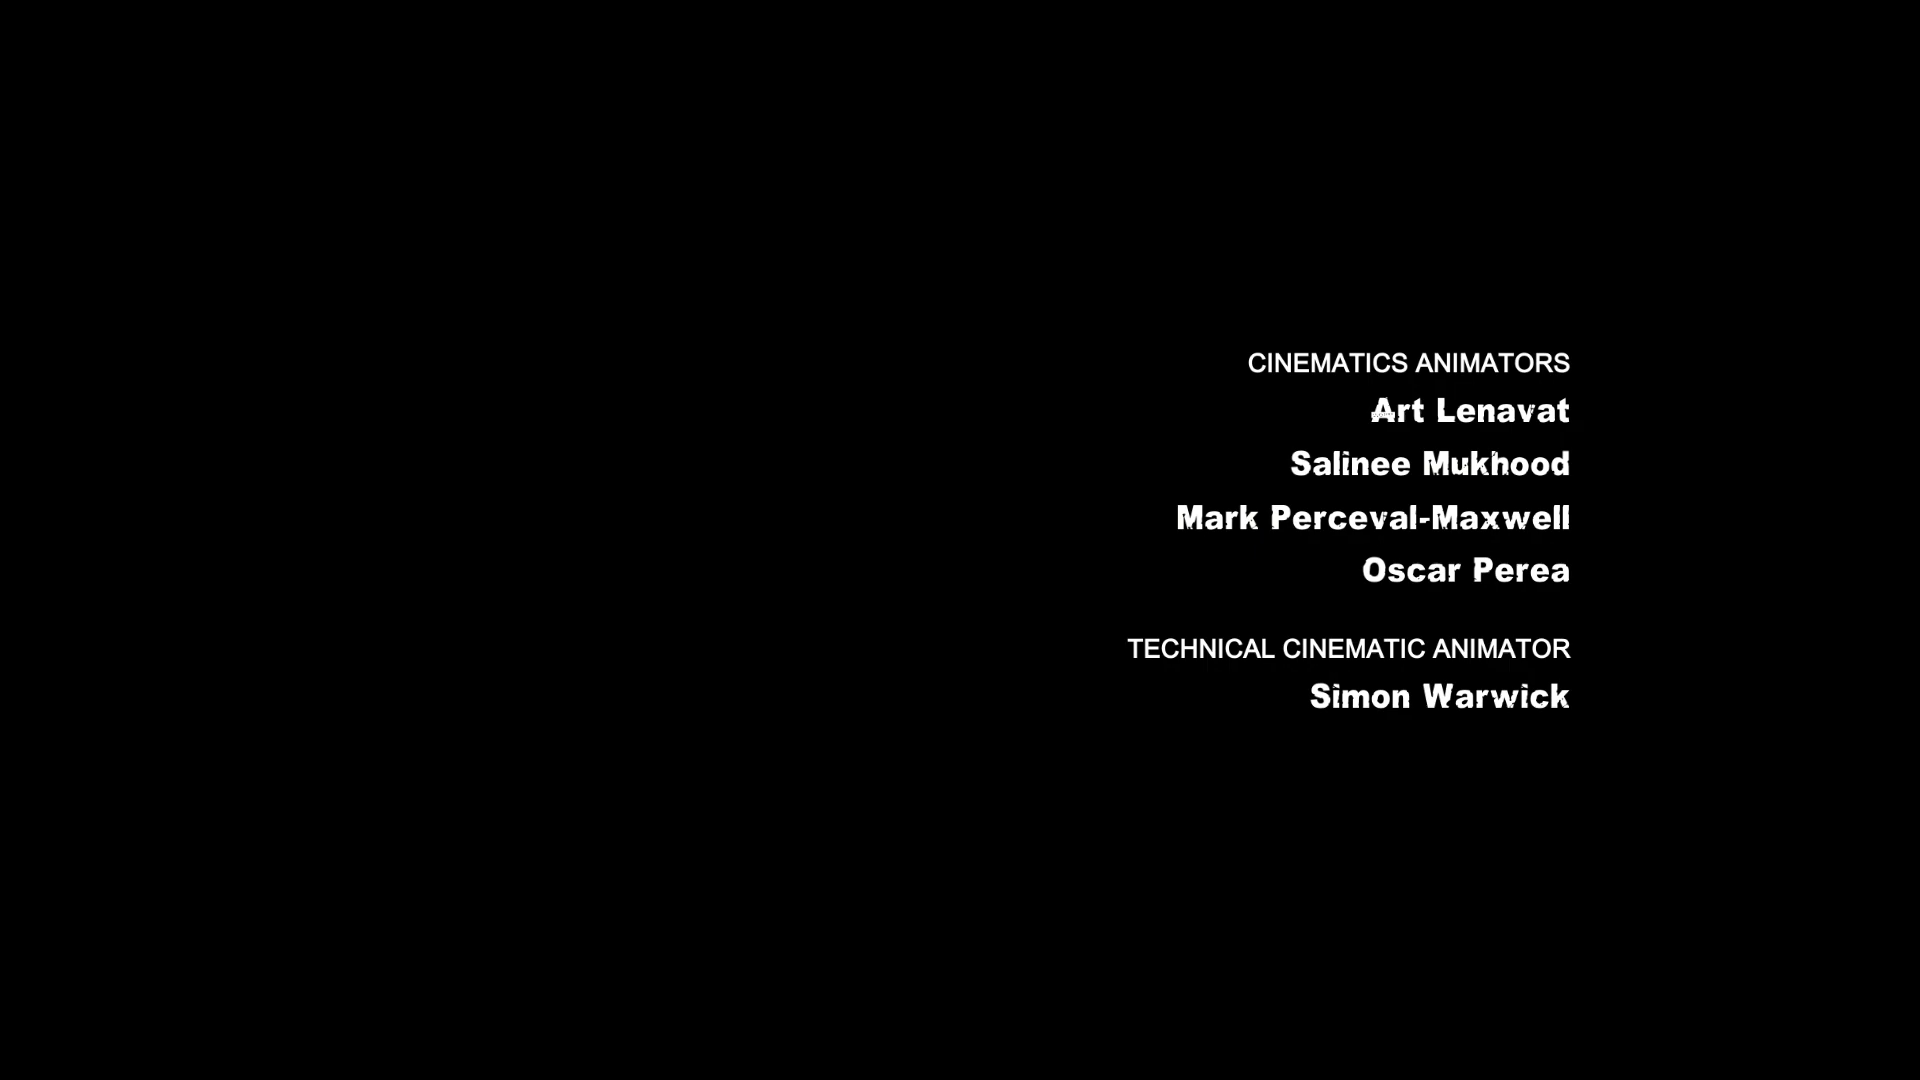 CINEMATICS ANIMATORS
Art Lenavat
Salinee Mukhood
Mark Perceval-Maxwell
Oscar Perea
TECHNICAL CINEMATIC ANIMATOR
Simon Warwick